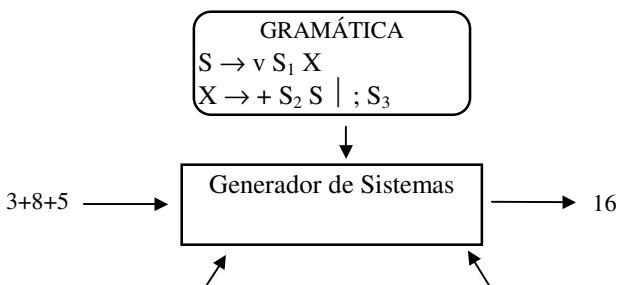 GRAMÁTICA
S → v S₁ X
X → + S₂ S | ; S₃
Generador de Sistemas
3+8+5
16